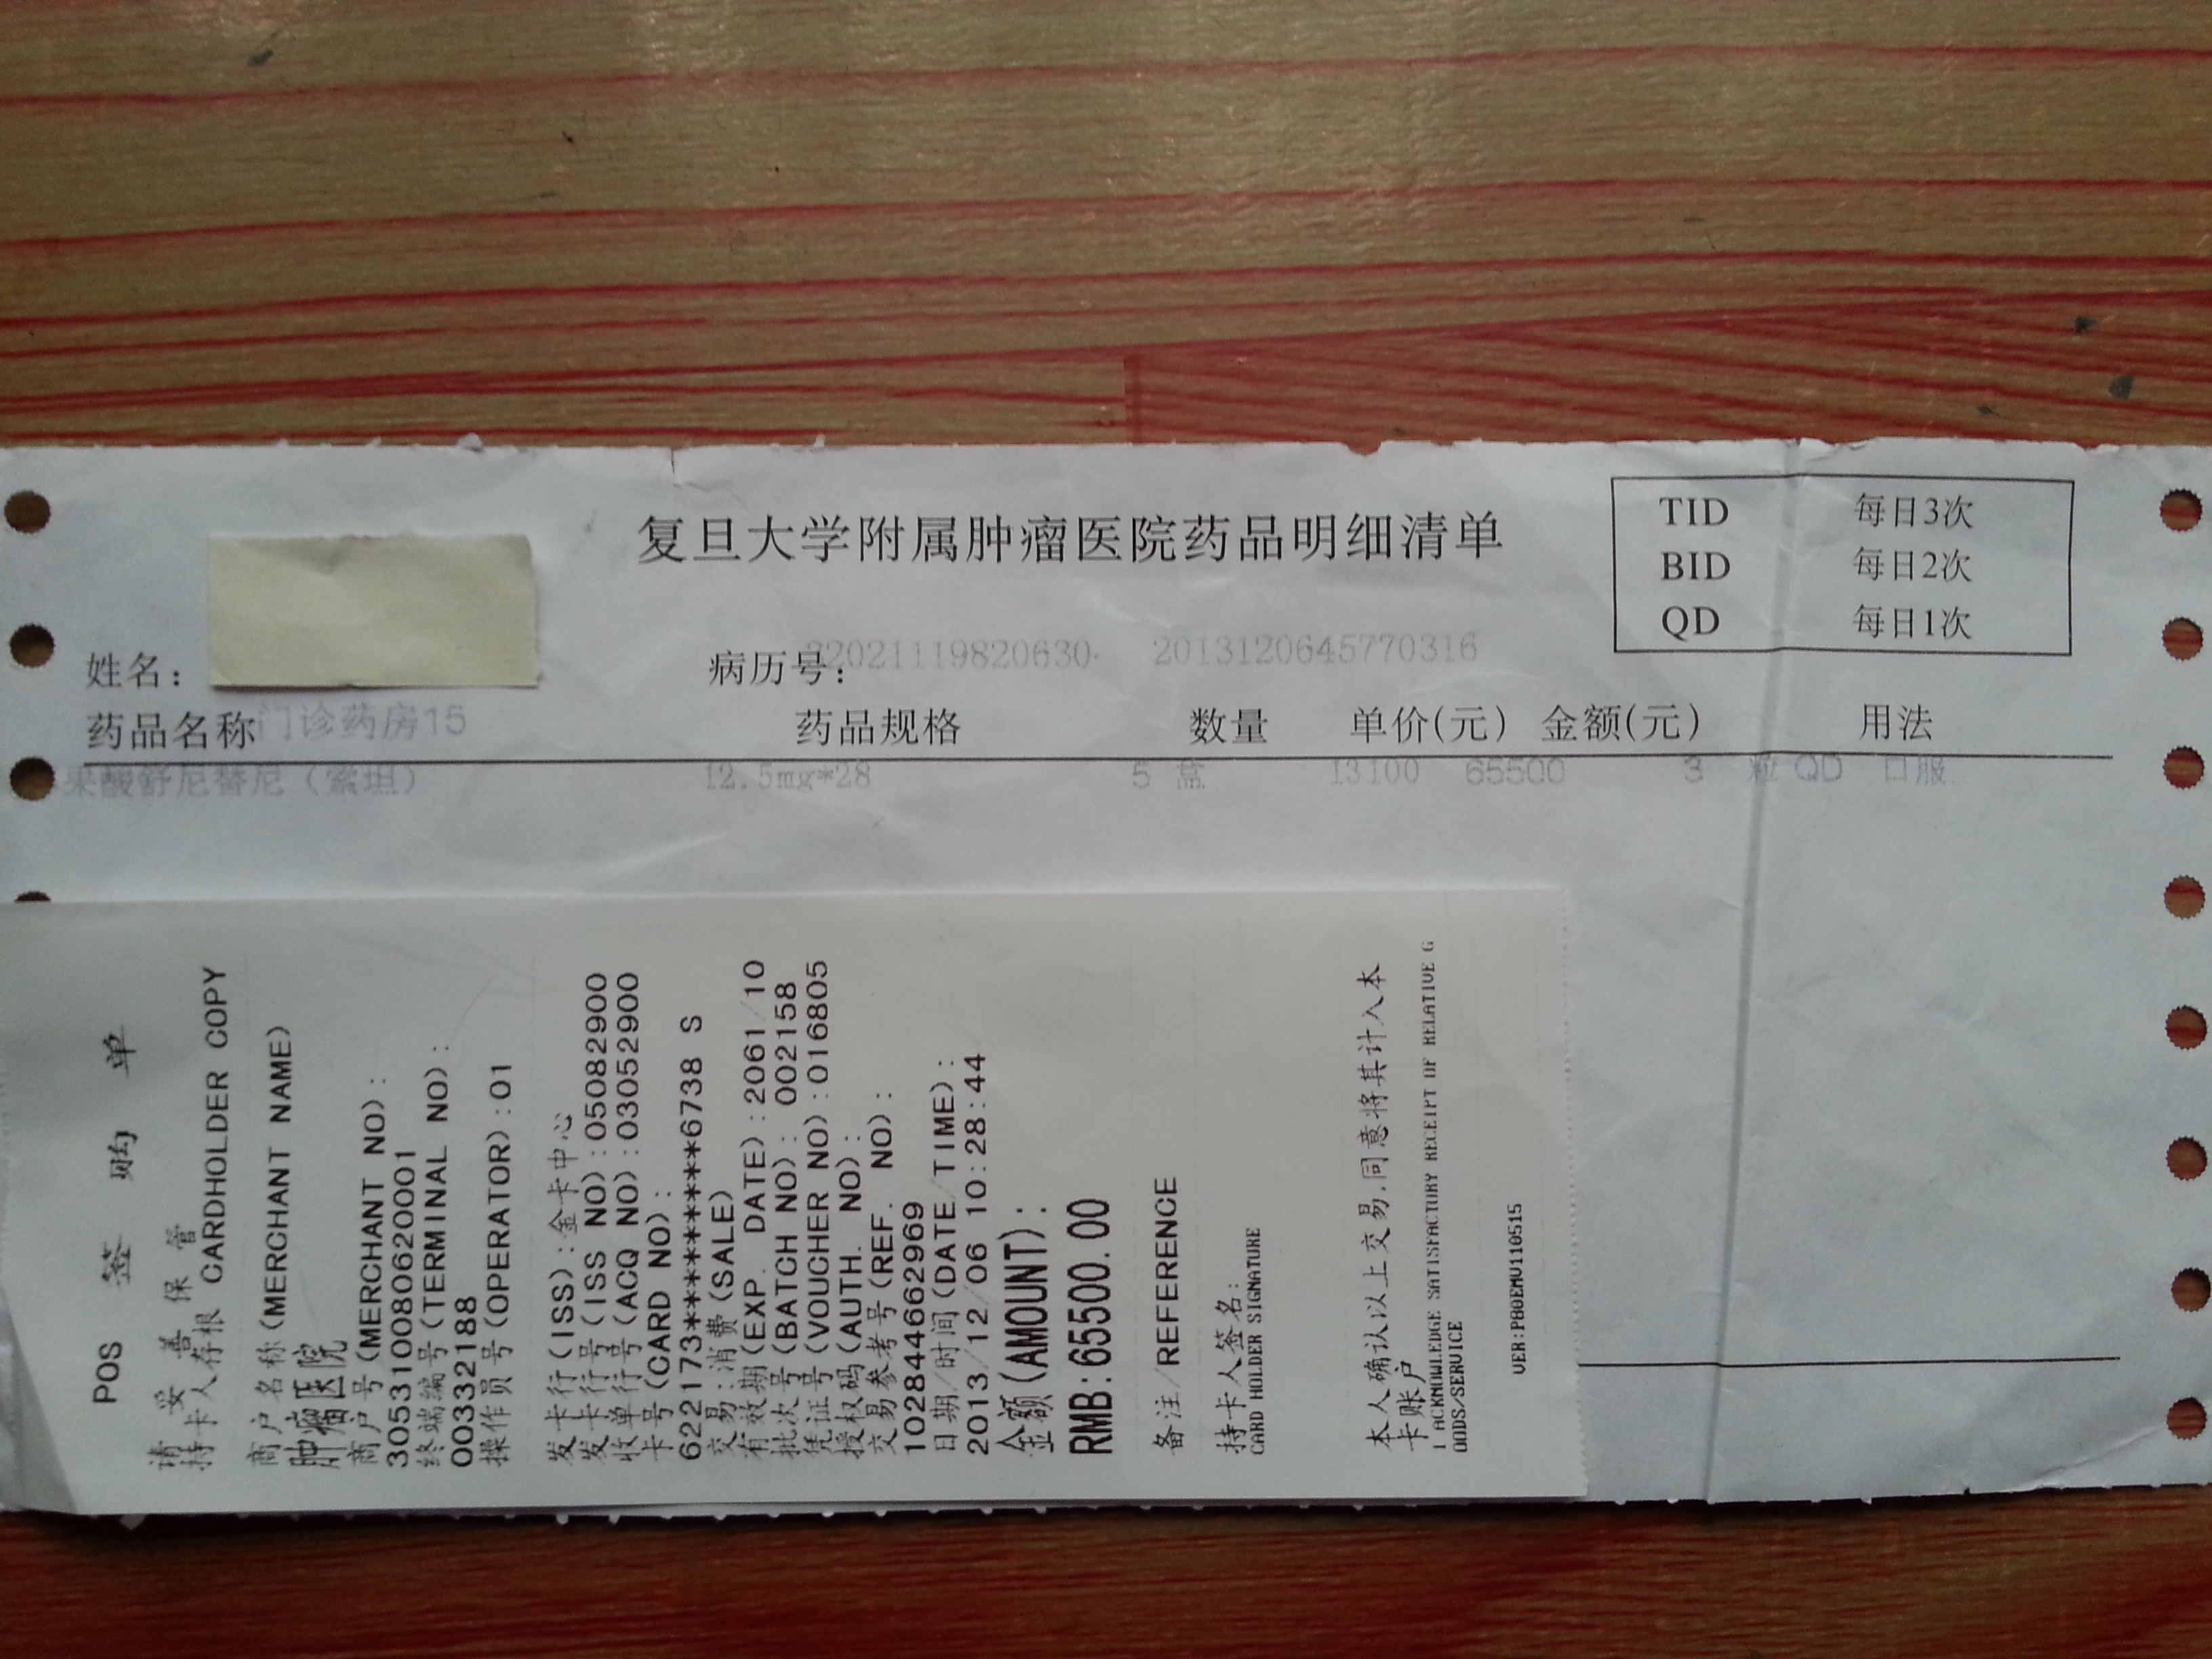 复旦大学附属肿瘤医院药品明细清单
TID 每日3次
BID 每日2次
QD 每日1次
姓名: 病历号: 22021119820630 2013120645770316
门诊药房15
药品名称 药品规格 数量 单价(元) 金额(元) 用法
果酸舒尼替尼(索坦) 12.5mg*28 5 盒 13100 65500 3 粒 QD 口服
POS 签 购 单
请 妥 善 保 管
持卡人存根 CARDHOLDER COPY
商户名称(MERCHANT NAME)
肿瘤医院
商户号(MERCHANT NO):
305310080620001
终端编号(TERMINAL NO):
00332188
操作员号(OPERATOR):01
发卡行(ISS):金卡中心
发卡行号(ISS NO):05082900
收单行号(ACQ NO):03052900
卡号(CARD NO):
622173*********6738 S
交易:消费(SALE)
有效期(EXP. DATE):2061/10
批次号(BATCH NO): 002158
凭证号(VOUCHER NO):016805
授权码(AUTH. NO):
交易参考号(REF. NO):
102844662969
日期/时间(DATE/TIME):
2013/12/06 10:28:44
金额(AMOUNT):
RMB:65500.00
备注/REFERENCE
持卡人签名:
CARD HOLDER SIGNATURE
本人确认以上交易,同意将其计入本
卡账户
I ACKNOWLEDGE SATISFACTORY RECEIPT OF RELATIVE G
OODS/SERVICE
VER:P80EMV110515